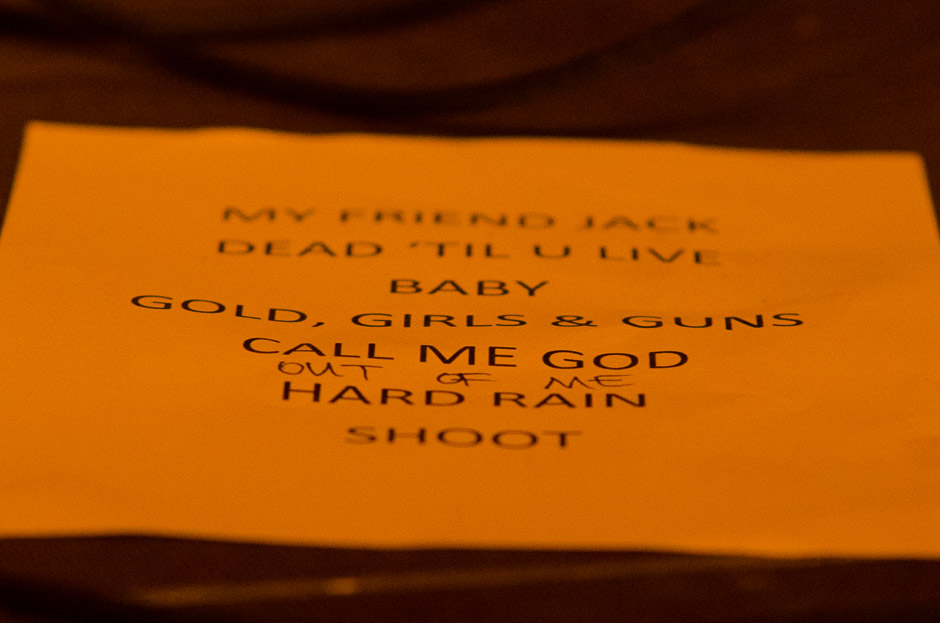 MY FRIEND JACK
DEAD ‘TIL U LIVE
BABY
GOLD, GIRLS & GUNS
CALL ME GOD
OUT OF ME
HARD RAIN
SHOOT